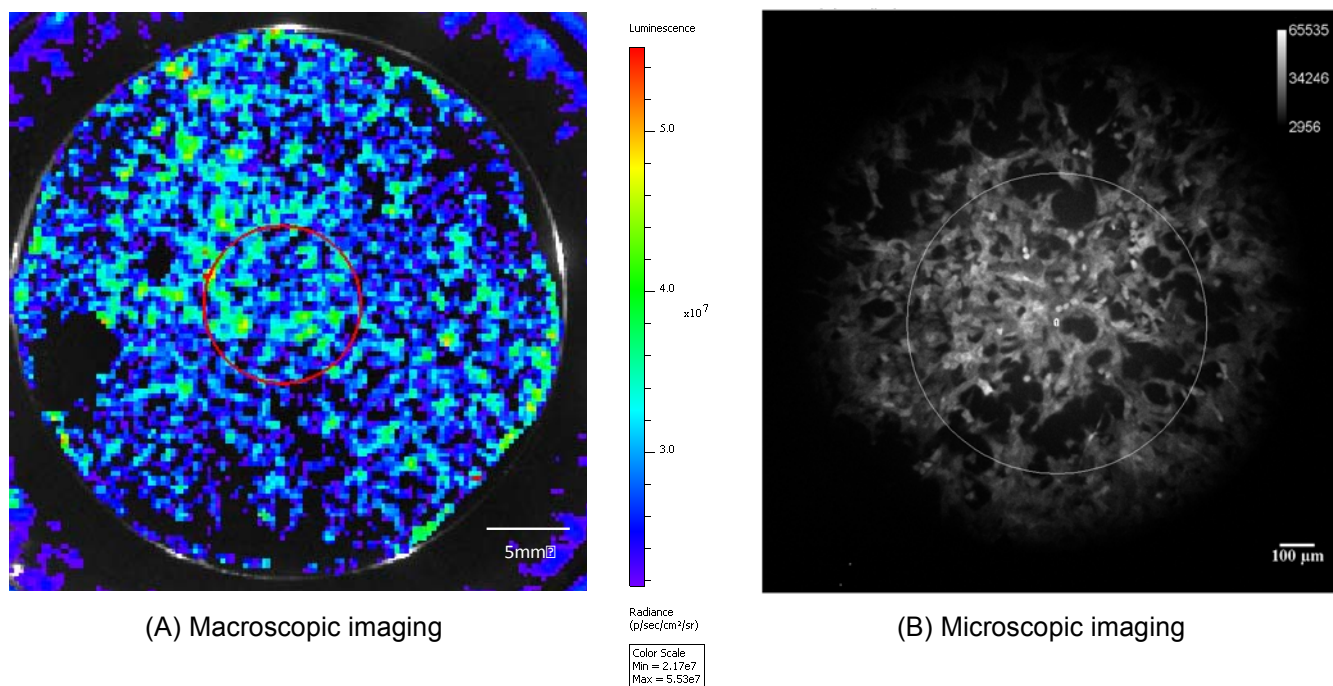 Luminescence
5.0
4.0
x10⁷
3.0
Radiance
(p/sec/cm²/sr)
Color Scale
Min = 2.17e7
Max = 5.53e7
5mm
65535
34246
2956
100 µm
(A) Macroscopic imaging
(B) Microscopic imaging